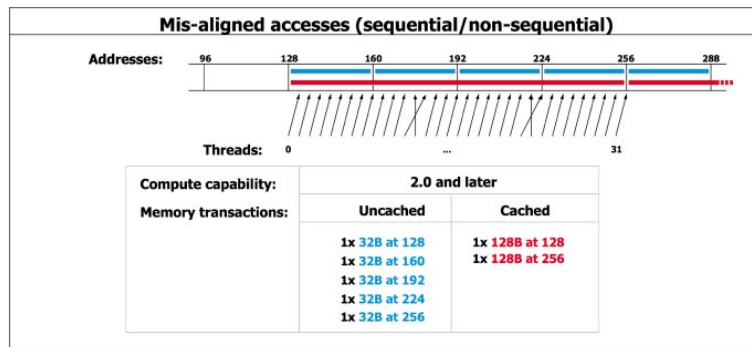 Mis-aligned accesses (sequential/non-sequential)
Addresses: 96 128 160 192 224 256 288
Threads: 0 ... 31
Compute capability: 2.0 and later
Memory transactions: Uncached Cached
1x 32B at 128 1x 128B at 128
1x 32B at 160 1x 128B at 256
1x 32B at 192
1x 32B at 224
1x 32B at 256